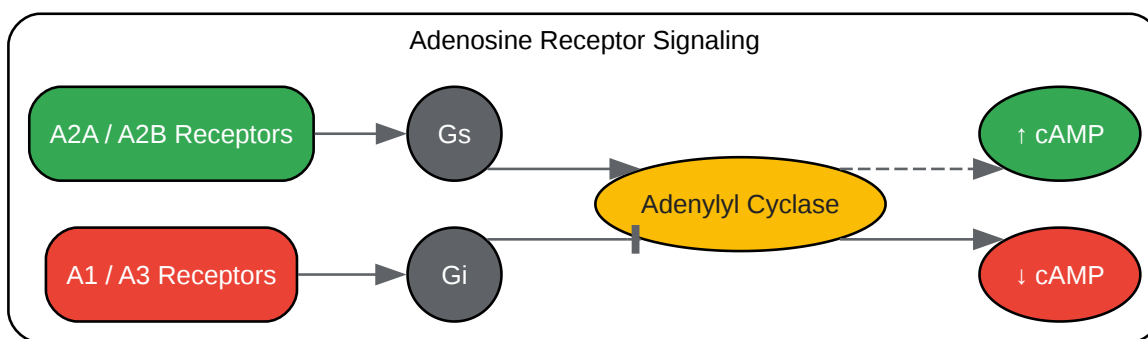 Adenosine Receptor Signaling
A2A / A2B Receptors
Gs
Adenylyl Cyclase
↑ cAMP
A1 / A3 Receptors
Gi
↓ cAMP